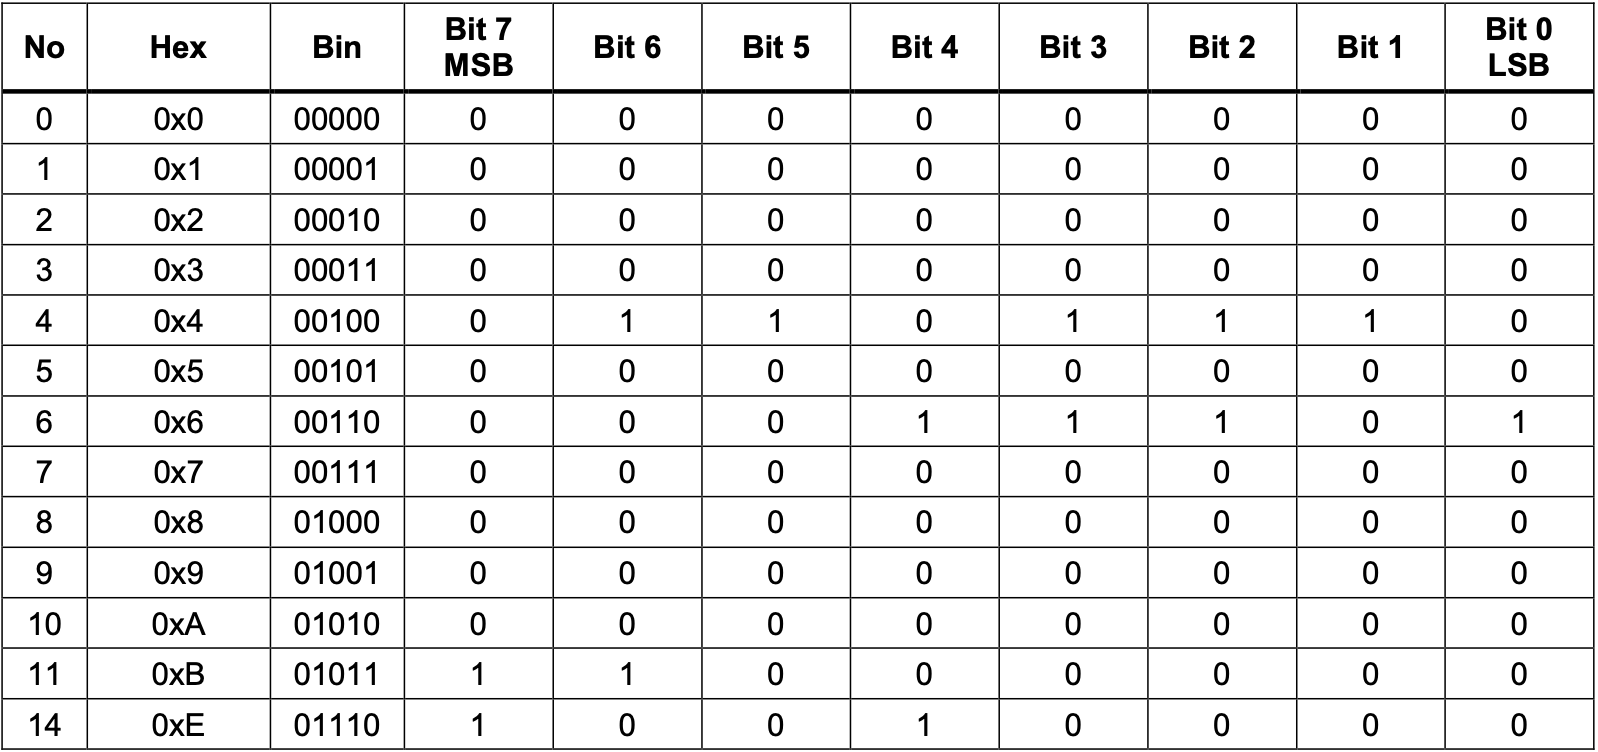 No Hex Bin Bit 7 MSB Bit 6 Bit 5 Bit 4 Bit 3 Bit 2 Bit 1 Bit 0 LSB
0 0x0 00000 0 0 0 0 0 0 0 0
1 0x1 00001 0 0 0 0 0 0 0 0
2 0x2 00010 0 0 0 0 0 0 0 0
3 0x3 00011 0 0 0 0 0 0 0 0
4 0x4 00100 0 1 1 0 1 1 1 0
5 0x5 00101 0 0 0 0 0 0 0 0
6 0x6 00110 0 0 0 1 1 1 0 1
7 0x7 00111 0 0 0 0 0 0 0 0
8 0x8 01000 0 0 0 0 0 0 0 0
9 0x9 01001 0 0 0 0 0 0 0 0
10 0xA 01010 0 0 0 0 0 0 0 0
11 0xB 01011 1 1 0 0 0 0 0 0
14 0xE 01110 1 0 0 1 0 0 0 0